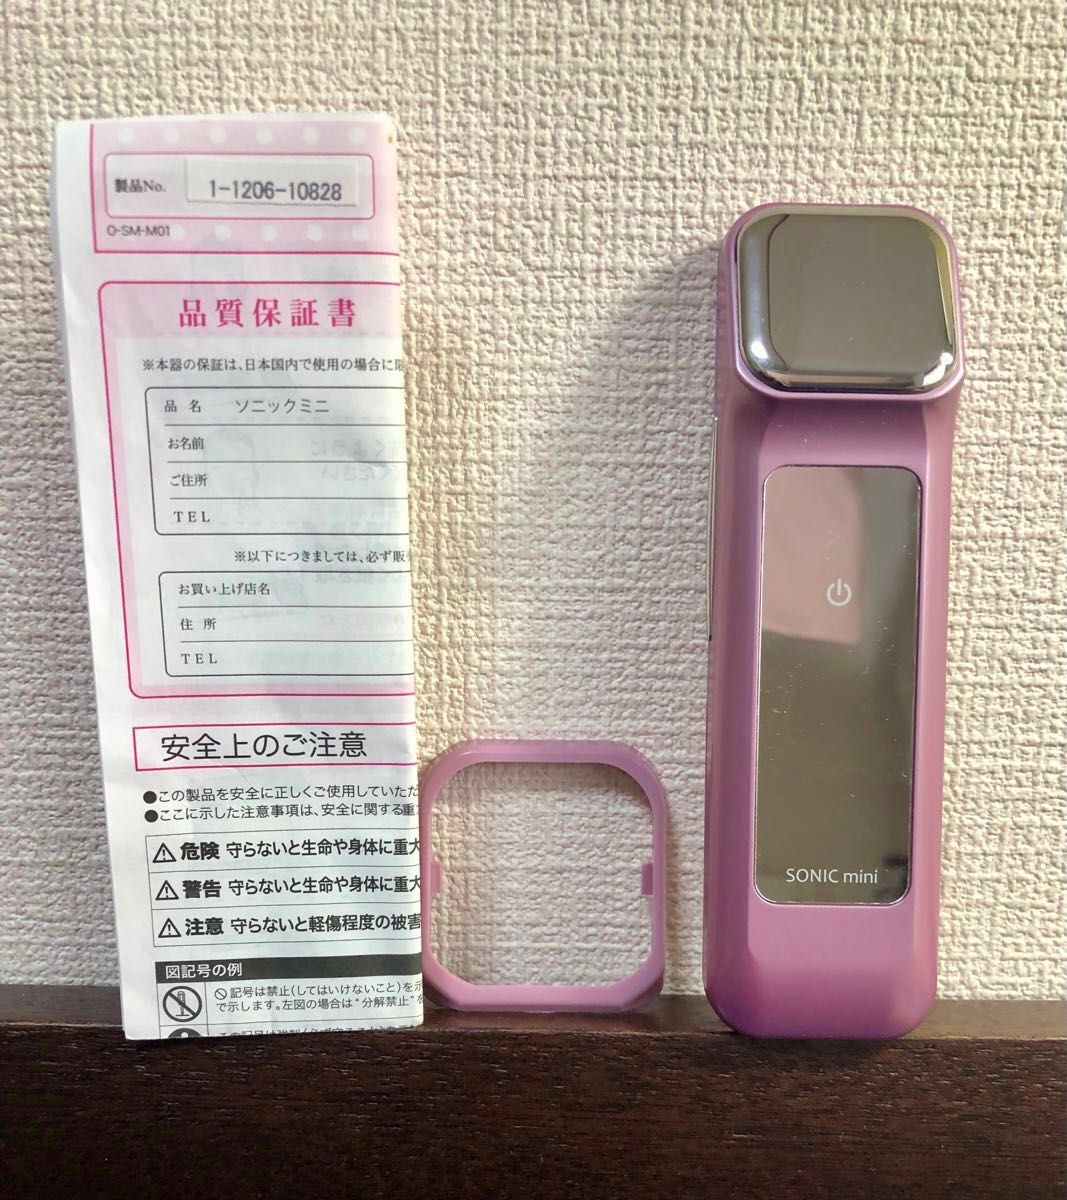 製品No. 1-1206-10828
O-SM-M01
品質保証書
※本器の保証は、日本国内で使用の場合に限
品 名 ソニックミニ
お名前
ご住所
TEL
※以下につきましては、必ず販
お買い上げ店名
住 所
TEL
安全上のご注意
●この製品を安全に正しくご使用していただ
●ここに示した注意事項は、安全に関する重
危険 守らないと生命や身体に重大
警告 守らないと生命や身体に重大
注意 守らないと軽傷程度の被害
図記号の例
記号は禁止(してはいけないこと)を示
で示します。左図の場合は"分解禁止"を
SONIC mini